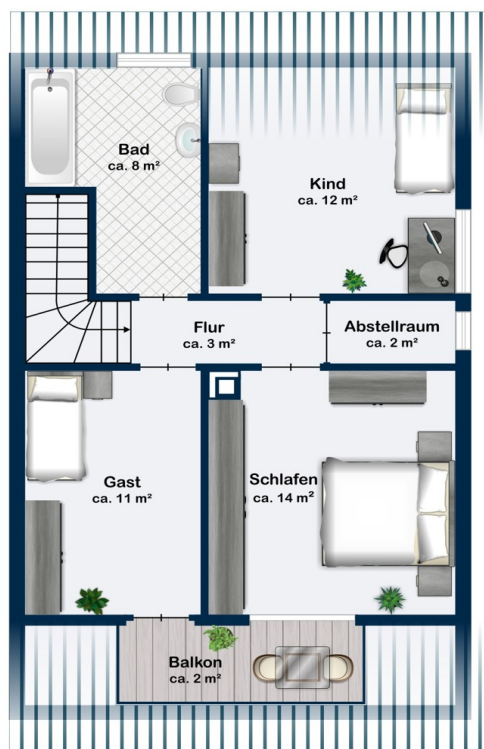 Bad
ca. 8 m²
Kind
ca. 12 m²
Flur
ca. 3 m²
Abstellraum
ca. 2 m²
Gast
ca. 11 m²
Schlafen
ca. 14 m²
Balkon
ca. 2 m²